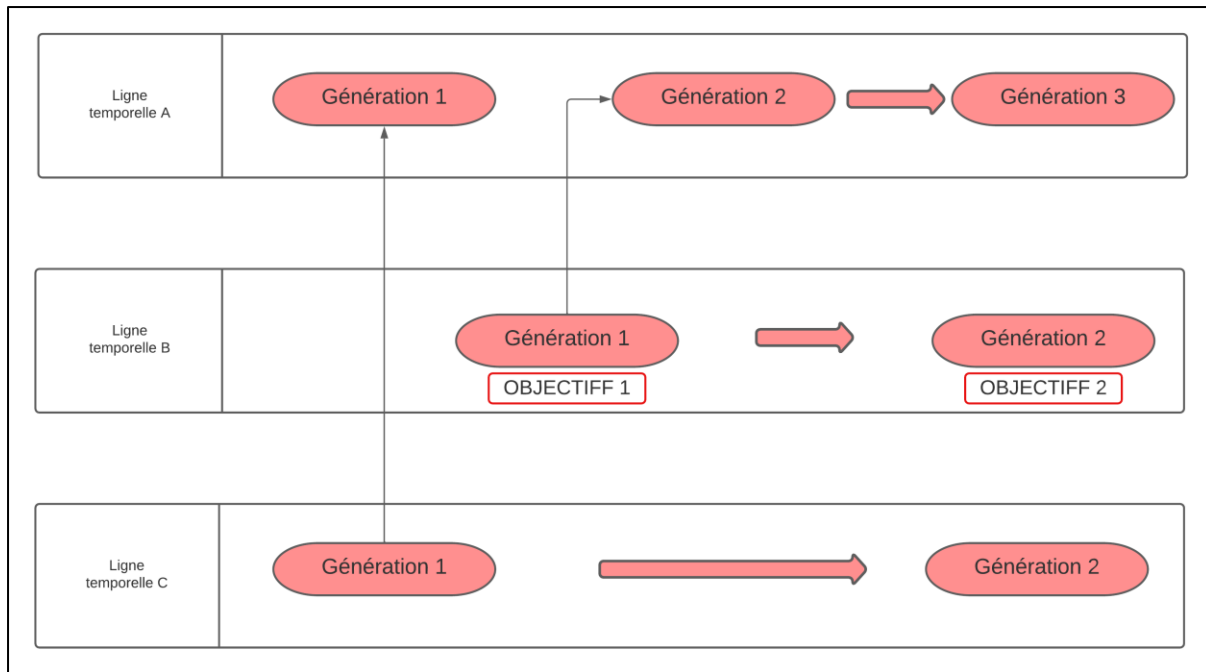 Ligne
temporelle A
Génération 1
Génération 2
Génération 3
Ligne
temporelle B
Génération 1
Génération 2
OBJECTIFF 1
OBJECTIFF 2
Ligne
temporelle C
Génération 1
Génération 2